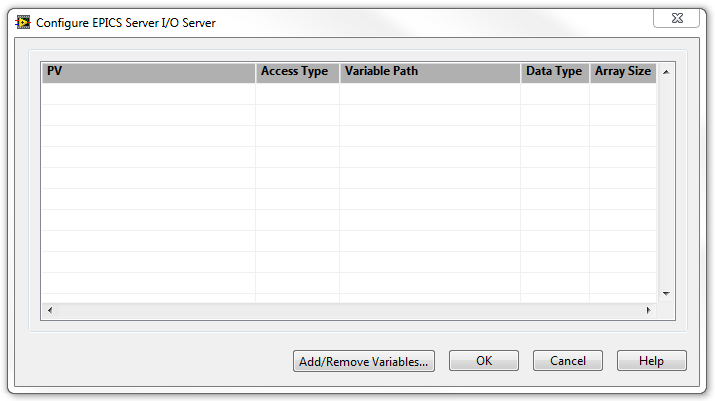 Configure EPICS Server I/O Server
PV Access Type Variable Path Data Type Array Size
Add/Remove Variables... OK Cancel Help